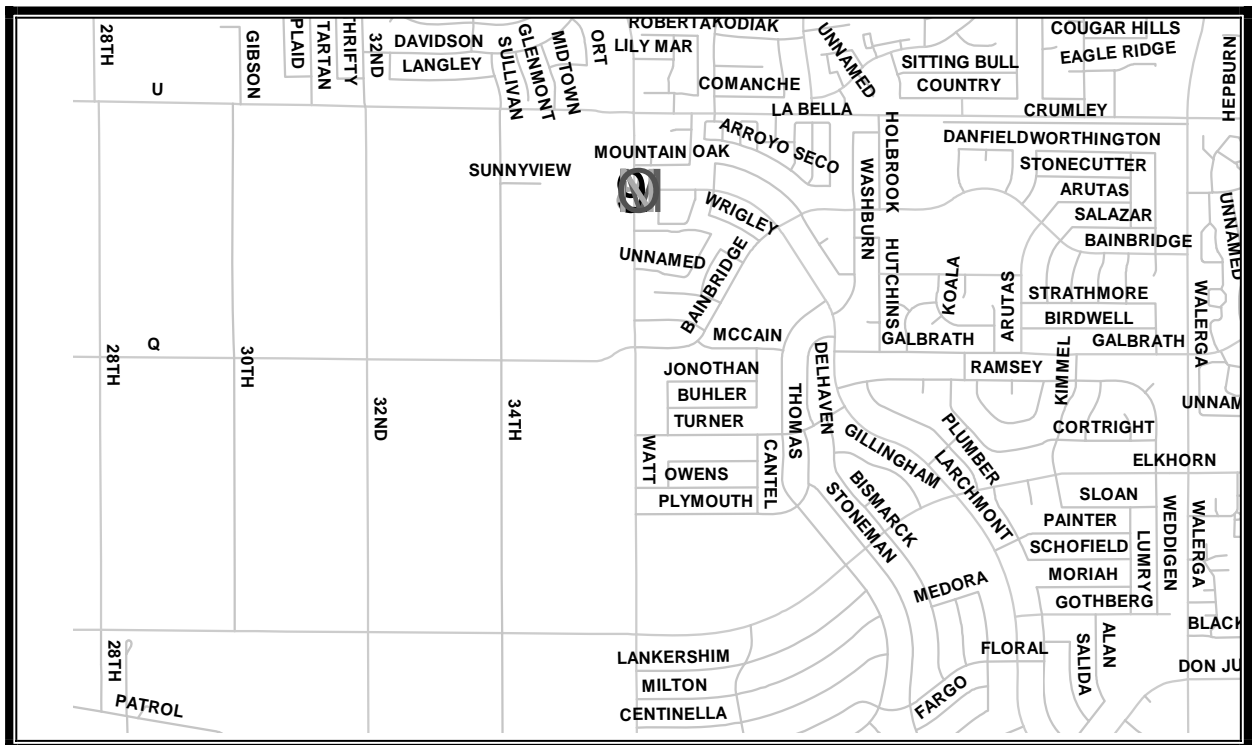 28TH
GIBSON
PLAID
TARTAN
THRIFTY
32ND
DAVIDSON
LANGLEY
SULLIVAN
GLENMONT
MIDTOWN
ORT
ROBERTA
KODIAK
LILY MAR
COMANCHE
UNNAMED
LA BELLA
SITTING BULL
COUNTRY
COUGAR HILLS
EAGLE RIDGE
CRUMLEY
HEPBURN
U
SUNNYVIEW
MOUNTAIN OAK
ARROYO SECO
WASHBURN
HOLBROOK
DANFIELD
WORTHINGTON
STONECUTTER
ARUTAS
SALAZAR
BAINBRIDGE
UNNAMED
WRIGLEY
UNNAMED
BAINBRIDGE
HUTCHINS
KOALA
ARUTAS
STRATHMORE
BIRDWELL
GALBRATH
GALBRATH
WALERGA
Q
28TH
30TH
32ND
34TH
MCCAIN
JONOTHAN
BUHLER
TURNER
WATT
OWENS
PLYMOUTH
CANTEL
THOMAS
DELHAVEN
RAMSEY
KIMMEL
UNNAM
GILLINGHAM
PLUMBER
LARCHMONT
CORTRIGHT
ELKHORN
BISMARCK
STONEMAN
SLOAN
PAINTER
SCHOFIELD
MORIAH
GOTHBERG
LUMRY
WEDDIGEN
WALERGA
MEDORA
28TH
PATROL
LANKERSHIM
MILTON
CENTINELLA
FARGO
FLORAL
SALIDA
ALAN
BLACK
DON JU